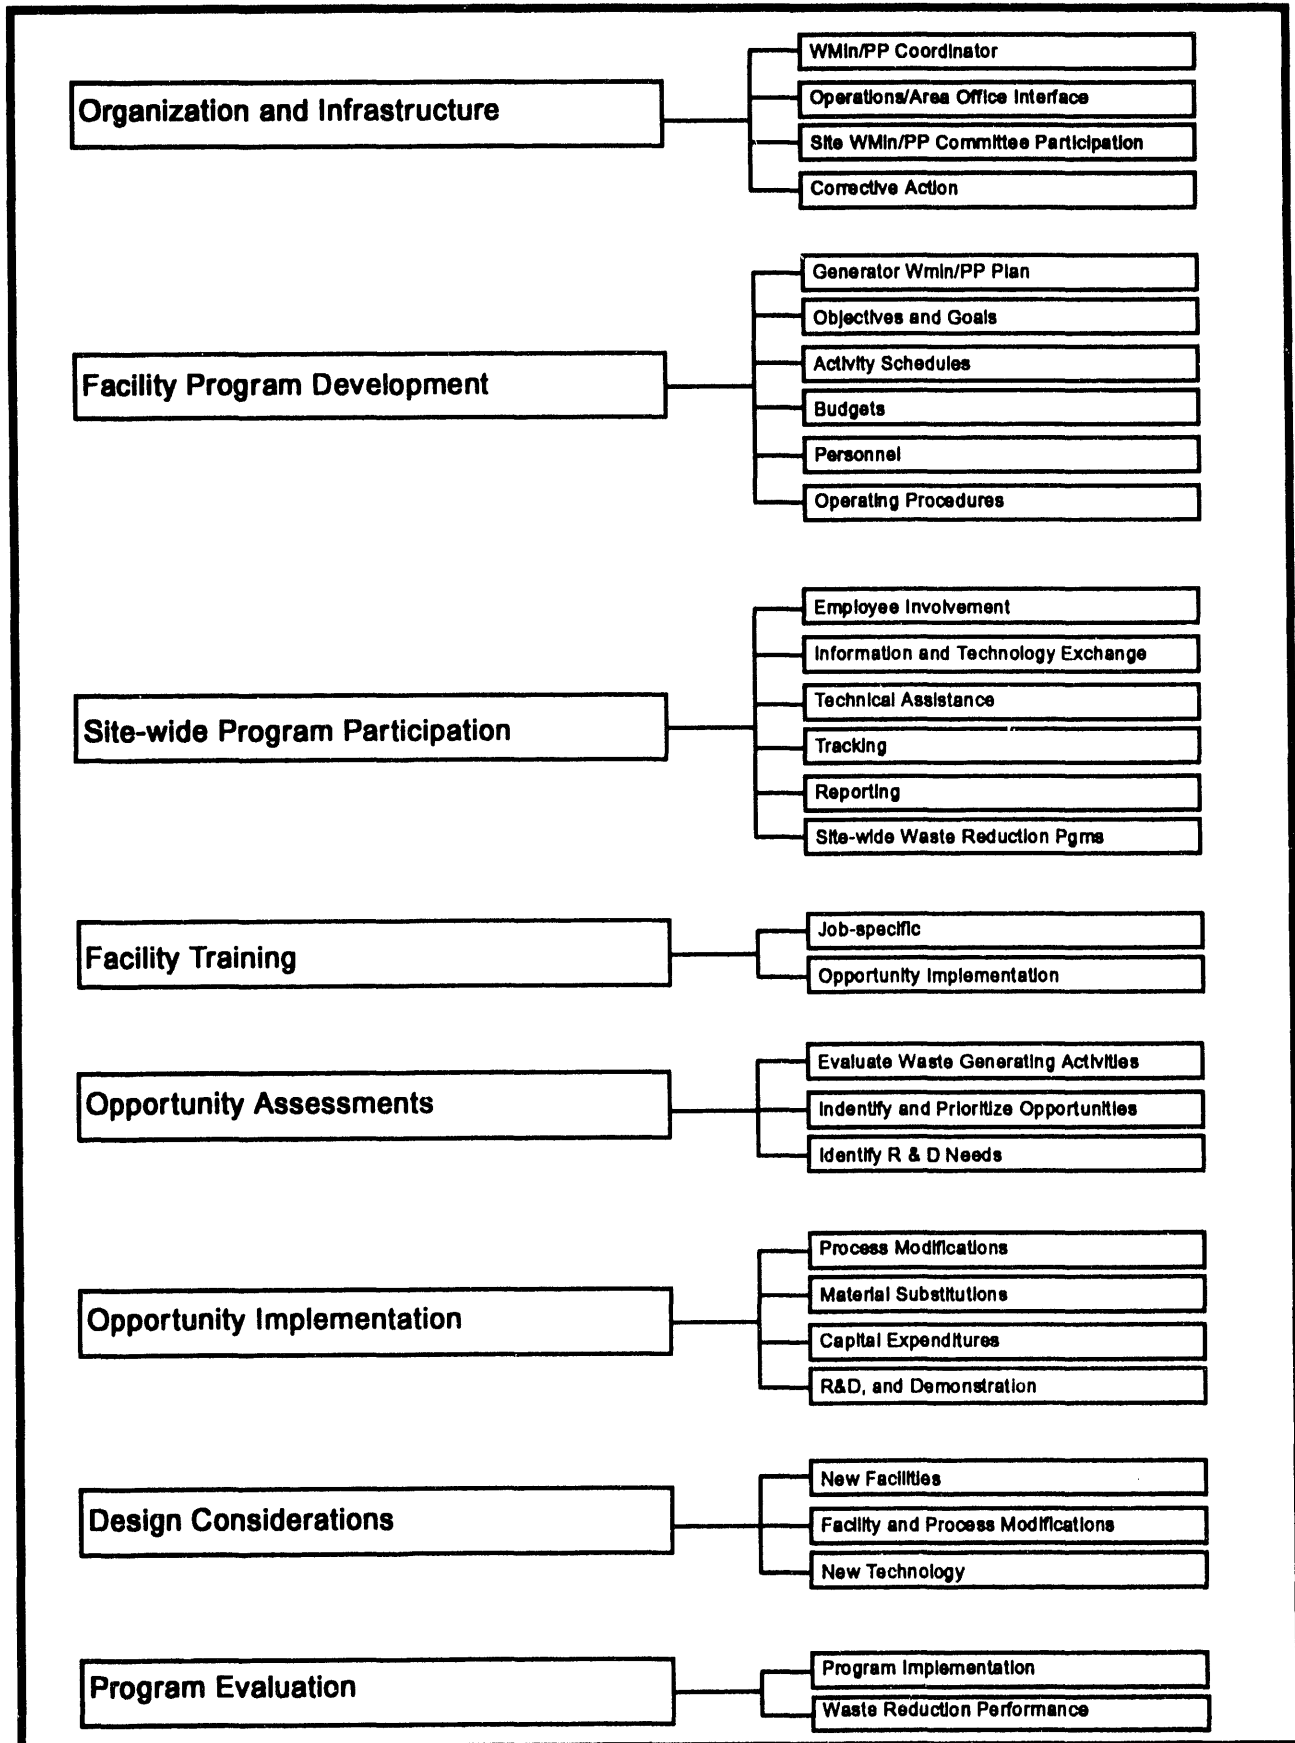 Organization and Infrastructure
WMin/PP Coordinator
Operations/Area Office Interface
Site WMin/PP Committee Participation
Corrective Action
Facility Program Development
Generator Wmin/PP Plan
Objectives and Goals
Activity Schedules
Budgets
Personnel
Operating Procedures
Site-wide Program Participation
Employee Involvement
Information and Technology Exchange
Technical Assistance
Tracking
Reporting
Site-wide Waste Reduction Pgms
Facility Training
Job-specific
Opportunity Implementation
Opportunity Assessments
Evaluate Waste Generating Activities
Indentify and Prioritize Opportunities
Identify R & D Needs
Opportunity Implementation
Process Modifications
Material Substitutions
Capital Expenditures
R&D, and Demonstration
Design Considerations
New Facilities
Facility and Process Modifications
New Technology
Program Evaluation
Program Implementation
Waste Reduction Performance